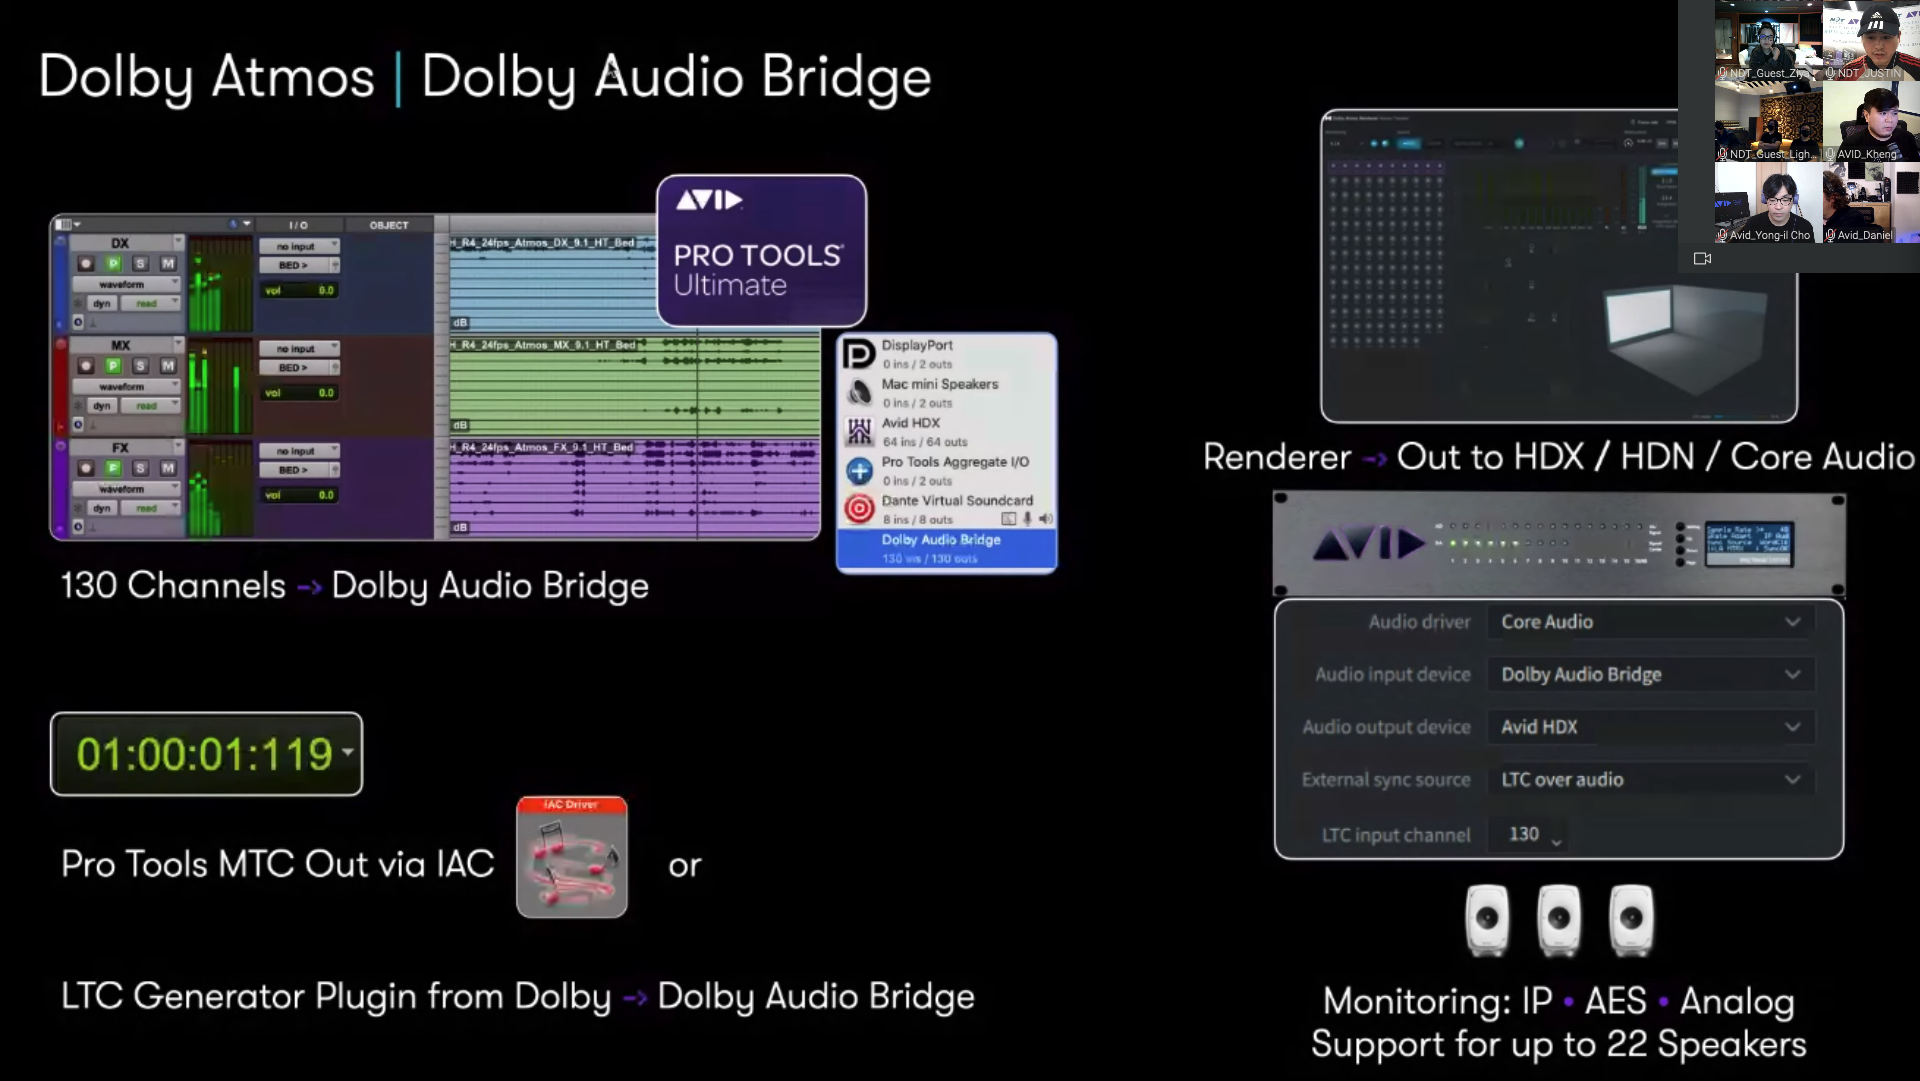 Dolby Atmos | Dolby Audio Bridge
NDT_Guest_Ziya
NDT_JUSTIN
NDT_Guest_Ligh...
AVID_Kheng
Avid_Yong-il Cho
Avid_Daniel
AVID
PRO TOOLS
Ultimate
I/O
OBJECT
DX
P
S
M
no input
BED >
waveform
vol
0.0
dyn
read
H_R4_24fps_Atmos_DX_9.1_HT_Bed
dB
MX
P
S
M
no input
BED >
waveform
vol
0.0
dyn
read
H_R4_24fps_Atmos_MX_9.1_HT_Bed
dB
FX
P
S
M
no input
BED >
waveform
vol
0.0
dyn
read
H_R4_24fps_Atmos_FX_9.1_HT_Bed
dB
DisplayPort
0 ins / 2 outs
Mac mini Speakers
0 ins / 2 outs
Avid HDX
64 ins / 64 outs
Pro Tools Aggregate I/O
0 ins / 2 outs
Dante Virtual Soundcard
8 ins / 8 outs
Dolby Audio Bridge
130 ins / 130 outs
130 Channels -> Dolby Audio Bridge
01:00:01:119
Pro Tools MTC Out via IAC
IAC Driver
or
LTC Generator Plugin from Dolby -> Dolby Audio Bridge
Renderer -> Out to HDX / HDN / Core Audio
AVID
Audio driver Core Audio
Audio input device Dolby Audio Bridge
Audio output device Avid HDX
External sync source LTC over audio
LTC input channel 130
Monitoring: IP • AES • Analog
Support for up to 22 Speakers